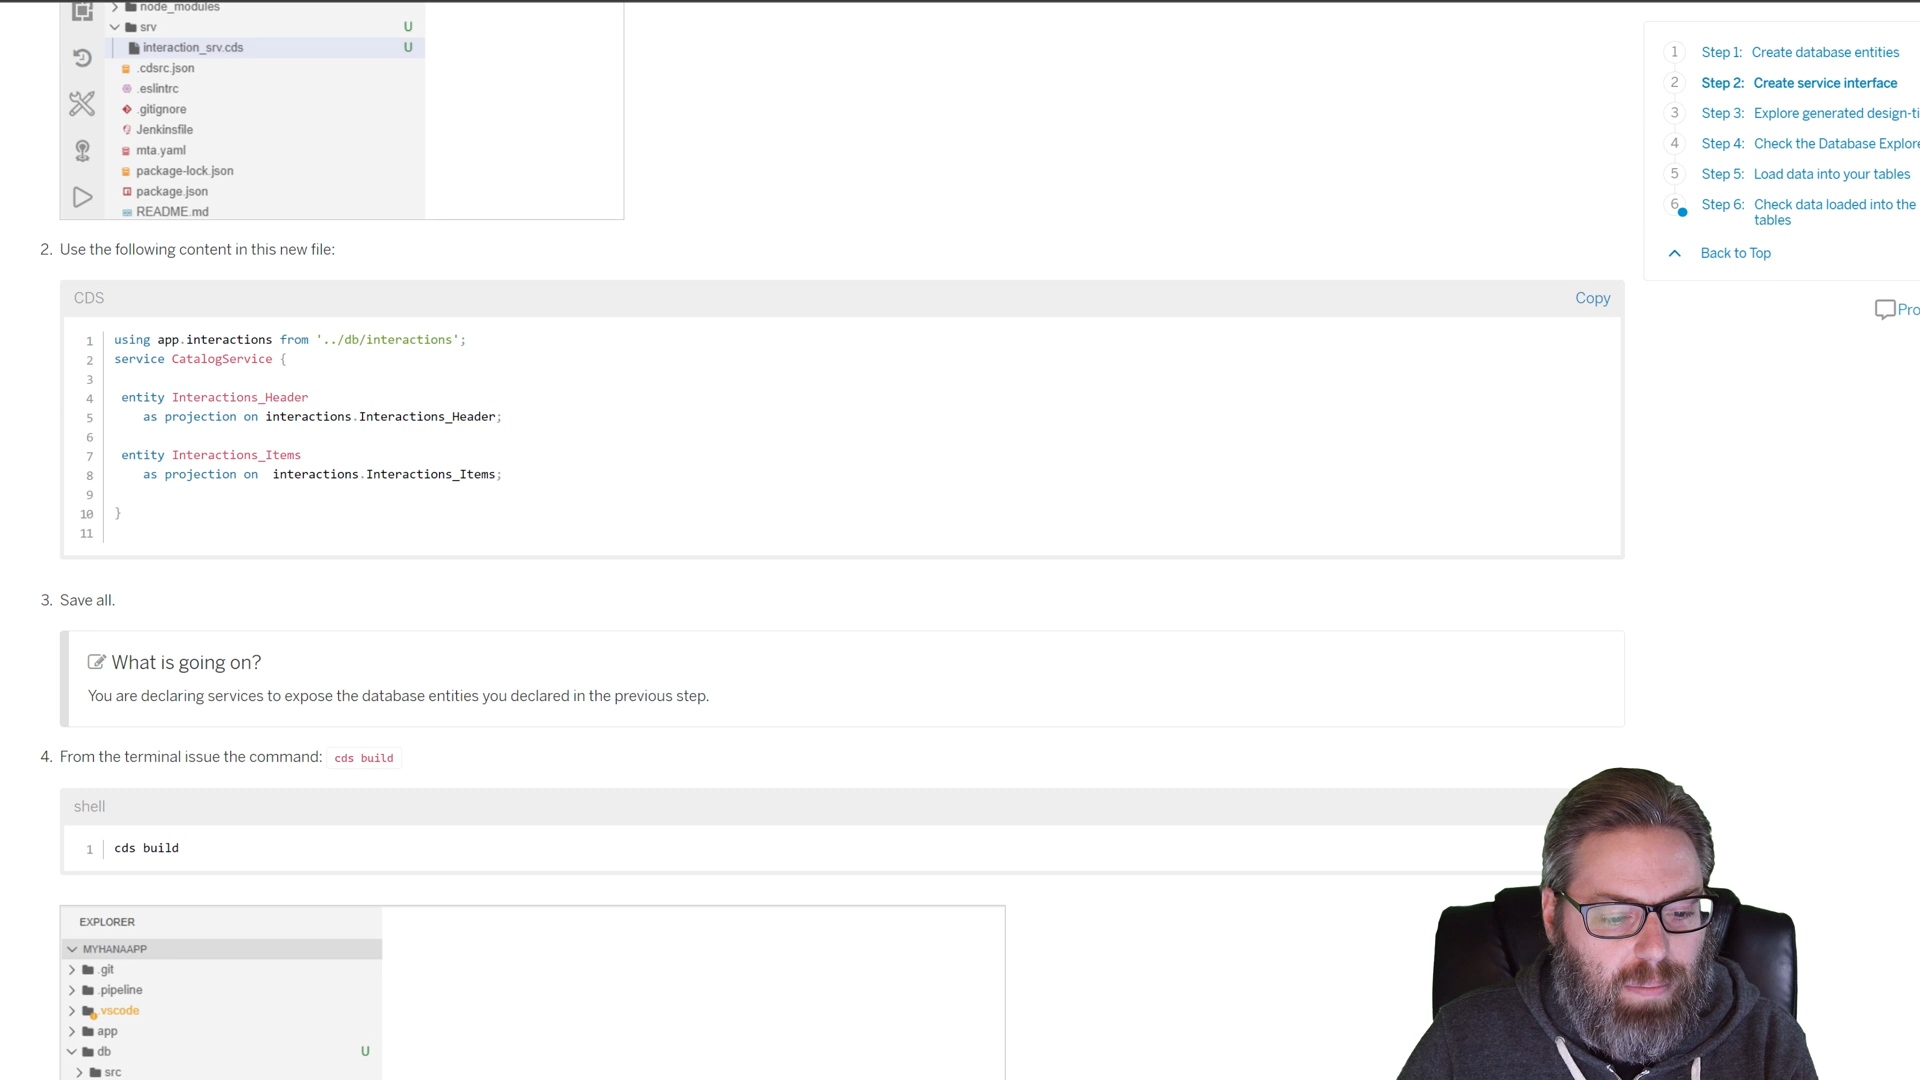 node_modules
srv U
interaction_srv.cds U
.cdsrc.json
.eslintrc
.gitignore
Jenkinsfile
mta.yaml
package-lock.json
package.json
README.md
2. Use the following content in this new file:
CDS Copy
1 using app.interactions from '../db/interactions';
2 service CatalogService {
3
4 entity Interactions_Header
5 as projection on interactions.Interactions_Header;
6
7 entity Interactions_Items
8 as projection on interactions.Interactions_Items;
9
10 }
11
3. Save all.
What is going on?
You are declaring services to expose the database entities you declared in the previous step.
4. From the terminal issue the command: cds build
shell
1 cds build
EXPLORER
MYHANAAPP
.git
.pipeline
.vscode
app
db U
src
1 Step 1: Create database entities
2 Step 2: Create service interface
3 Step 3: Explore generated design-ti
4 Step 4: Check the Database Explore
5 Step 5: Load data into your tables
6 Step 6: Check data loaded into the
tables
Back to Top
Pro